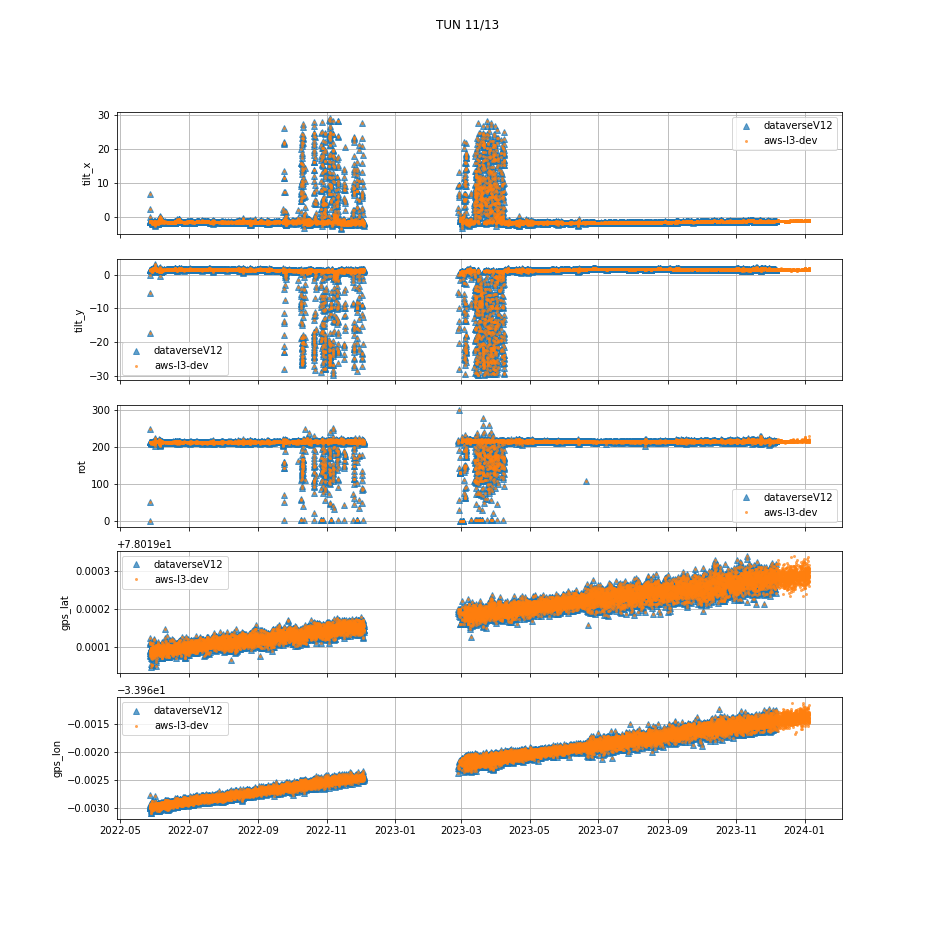 TUN 11/13
30
20
10
0
tilt_x
dataverseV12
aws-l3-dev
0
−10
−20
−30
tilt_y
dataverseV12
aws-l3-dev
300
200
100
0
rot
dataverseV12
aws-l3-dev
+7.8019e1
0.0003
0.0002
0.0001
gps_lat
dataverseV12
aws-l3-dev
−3.396e1
−0.0015
−0.0020
−0.0025
−0.0030
gps_lon
dataverseV12
aws-l3-dev
2022-05 2022-07 2022-09 2022-11 2023-01 2023-03 2023-05 2023-07 2023-09 2023-11 2024-01